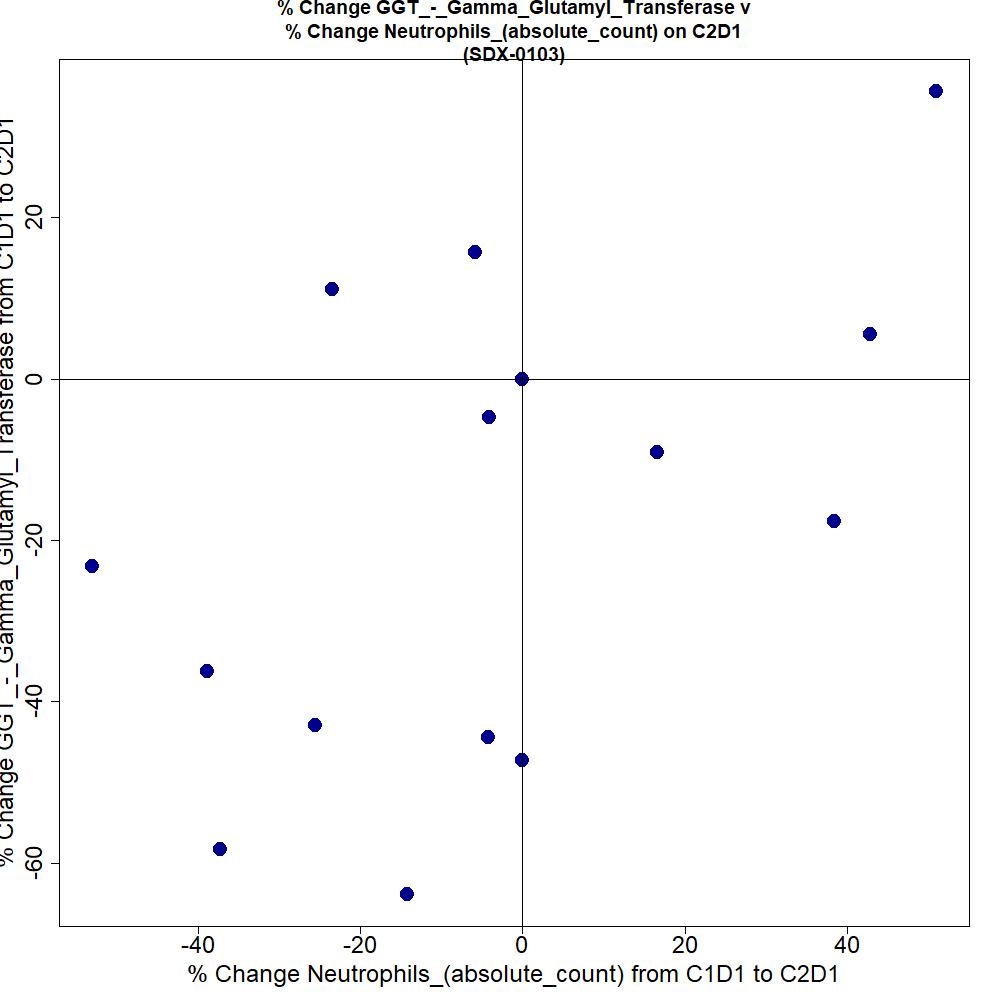 % Change GGT_-_Gamma_Glutamyl_Transferase v
% Change Neutrophils_(absolute_count) on C2D1
(SDX-0103)
% Change GGT_-_Gamma_Glutamyl_Transferase from C1D1 to C2D1
20
0
-20
-40
-60
-40
-20
0
20
40
% Change Neutrophils_(absolute_count) from C1D1 to C2D1